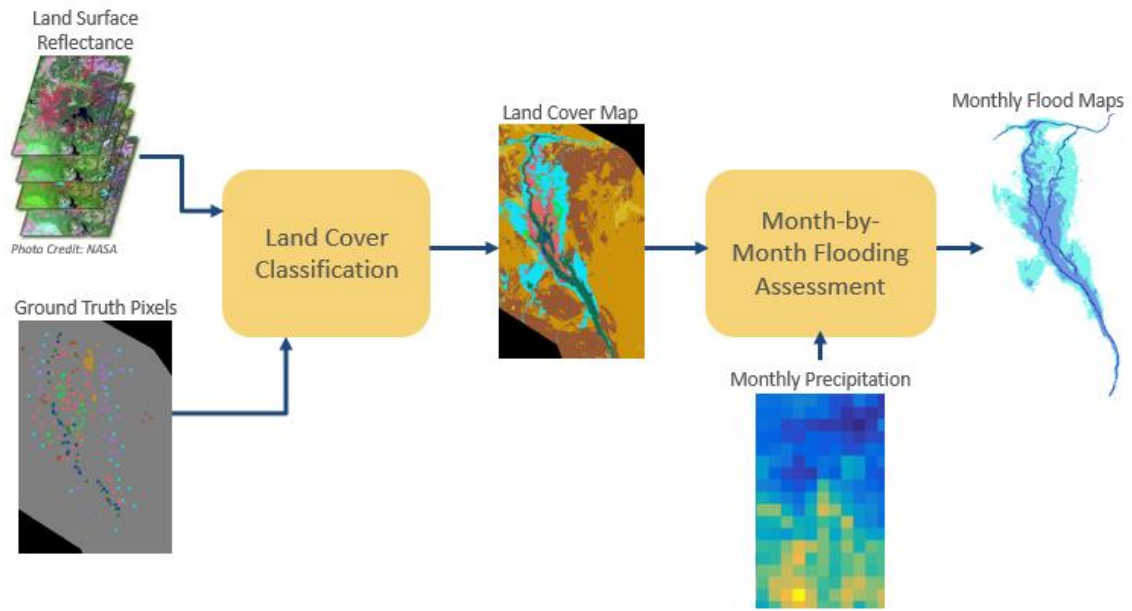 Land Surface
Reflectance
Photo Credit: NASA
Ground Truth Pixels
Land Cover
Classification
Land Cover Map
Month-by-
Month Flooding
Assessment
Monthly Precipitation
Monthly Flood Maps